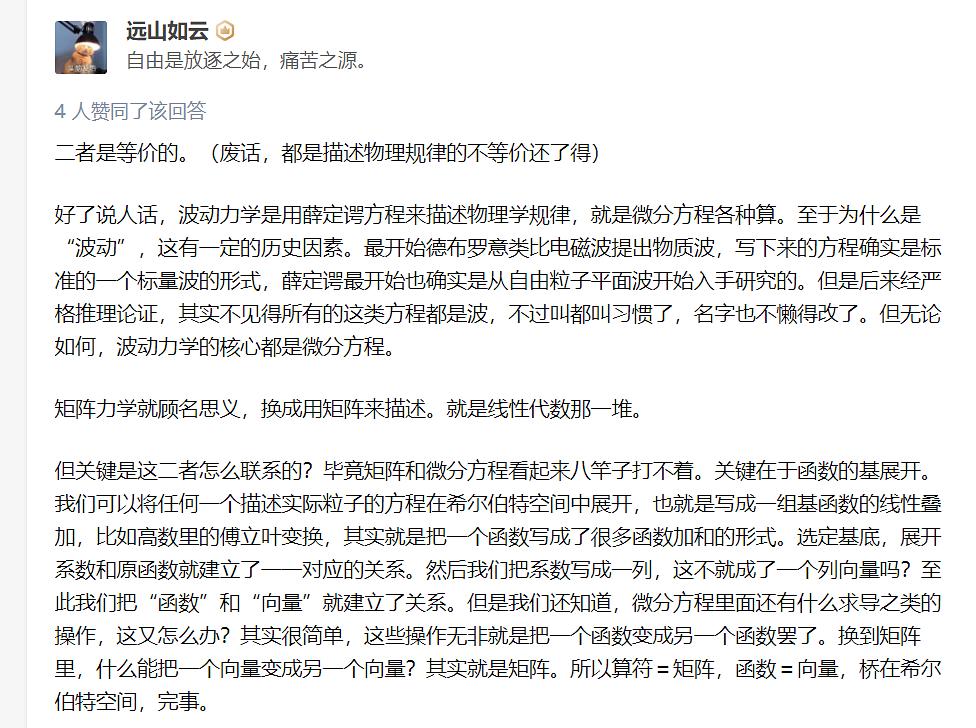 远山如云
自由是放逐之始，痛苦之源。
4 人赞同了该回答
二者是等价的。（废话，都是描述物理规律的不等价还了得）
好了说人话，波动力学是用薛定谔方程来描述物理学规律，就是微分方程各种算。至于为什么是
“波动”，这有一定的历史因素。最开始德布罗意类比电磁波提出物质波，写下来的方程确实是标
准的一个标量波的形式，薛定谔最开始也确实是从自由粒子平面波开始入手研究的。但是后来经严
格推理论证，其实不见得所有的这类方程都是波，不过叫都叫习惯了，名字也不懒得改了。但无论
如何，波动力学的核心都是微分方程。
矩阵力学就顾名思义，换成用矩阵来描述。就是线性代数那一堆。
但关键是这二者怎么联系的？毕竟矩阵和微分方程看起来八竿子打不着。关键在于函数的基展开。
我们可以将任何一个描述实际粒子的方程在希尔伯特空间中展开，也就是写成一组基函数的线性叠
加，比如高数里的傅立叶变换，其实就是把一个函数写成了很多函数加和的形式。选定基底，展开
系数和原函数就建立了一一对应的关系。然后我们把系数写成一列，这不就成了一个列向量吗？至
此我们把“函数”和“向量”就建立了关系。但是我们还知道，微分方程里面还有什么求导之类的
操作，这又怎么办？其实很简单，这些操作无非就是把一个函数变成另一个函数罢了。换到矩阵
里，什么能把一个向量变成另一个向量？其实就是矩阵。所以算符＝矩阵，函数＝向量，桥在希尔
伯特空间，完事。